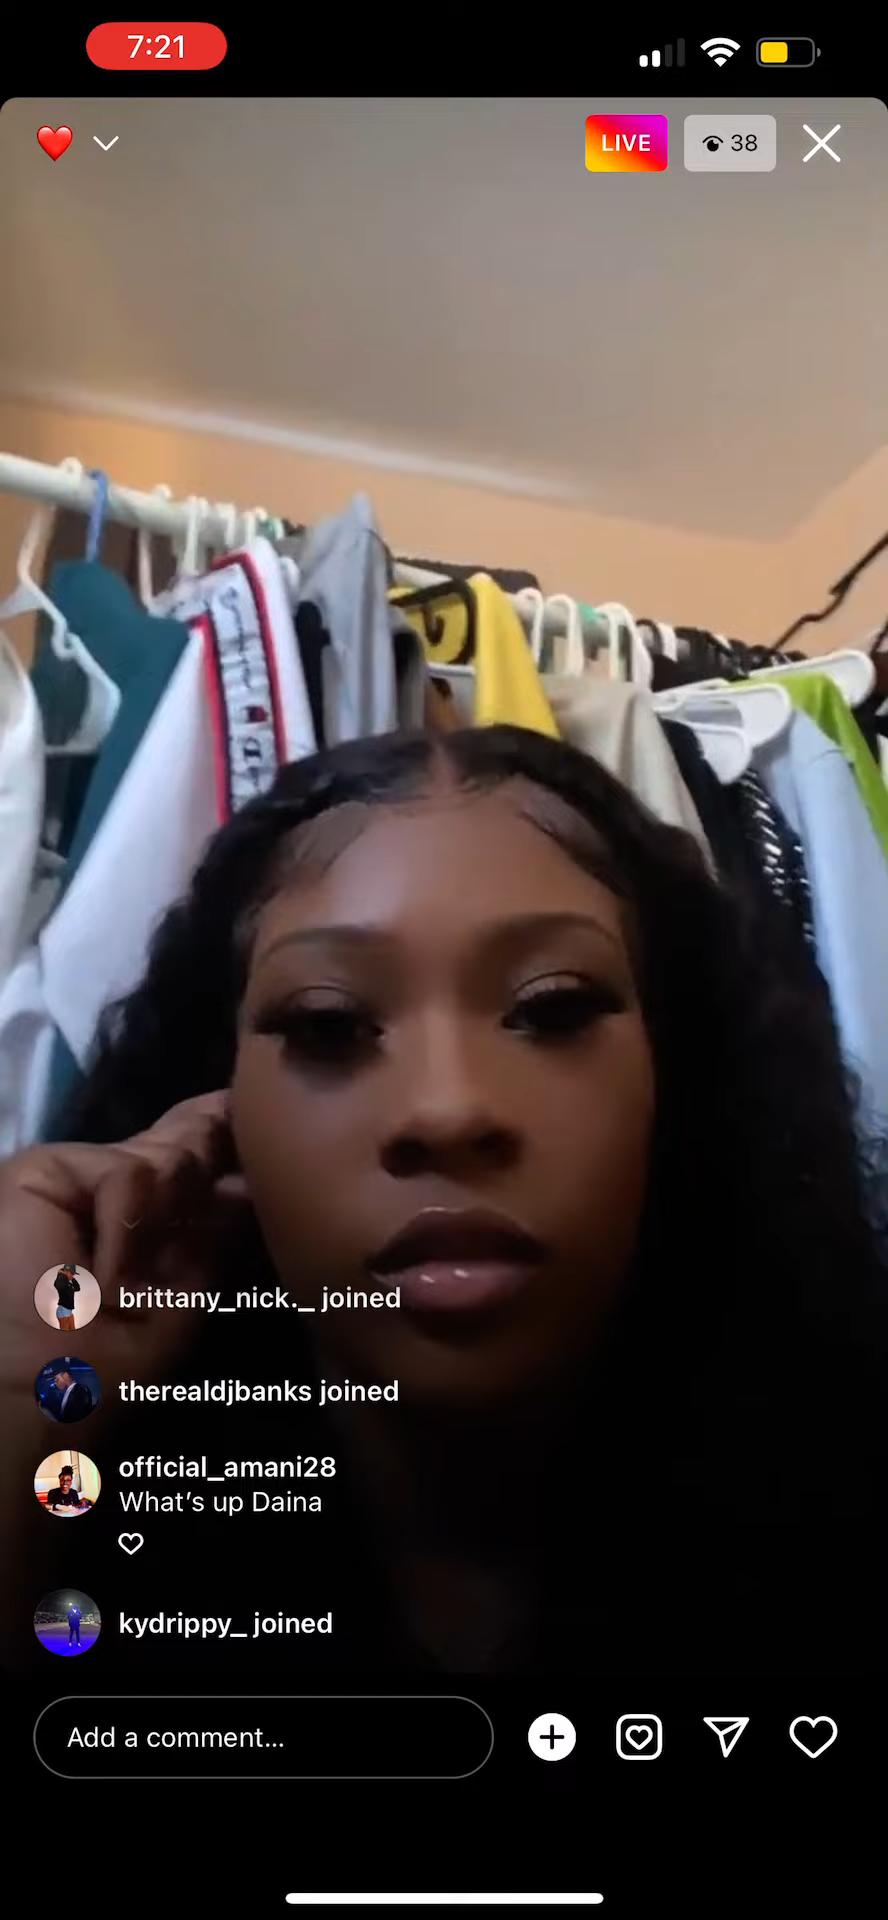 7:21
LIVE
38
brittany_nick._ joined
therealdjbanks joined
official_amani28
What's up Daina
kydrippy_ joined
Add a comment...